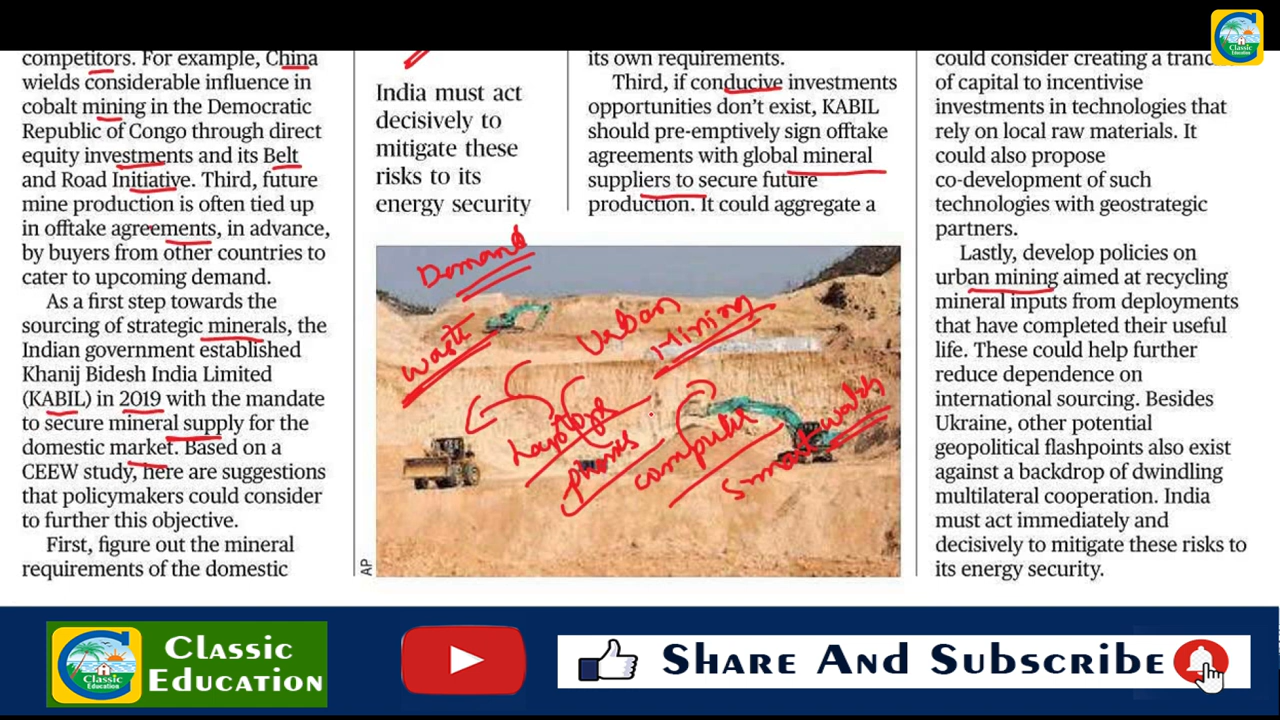 competitors. For example, China
wields considerable influence in
cobalt mining in the Democratic
Republic of Congo through direct
equity investments and its Belt
and Road Initiative. Third, future
mine production is often tied up
in offtake agreements, in advance,
by buyers from other countries to
cater to upcoming demand.
As a first step towards the
sourcing of strategic minerals, the
Indian government established
Khanij Bidesh India Limited
(KABIL) in 2019 with the mandate
to secure mineral supply for the
domestic market. Based on a
CEEW study, here are suggestions
that policymakers could consider
to further this objective.
First, figure out the mineral
requirements of the domestic
India must act
decisively to
mitigate these
risks to its
energy security
its own requirements.
Third, if conducive investments
opportunities don't exist, KABIL
should pre-emptively sign offtake
agreements with global mineral
suppliers to secure future
production. It could aggregate a
Demand
Waste
Urban
Mining
Laptops
phones
computer
smart watch
AP
could consider creating a tranche
of capital to incentivise
investments in technologies that
rely on local raw materials. It
could also propose
co-development of such
technologies with geostrategic
partners.
Lastly, develop policies on
urban mining aimed at recycling
mineral inputs from deployments
that have completed their useful
life. These could help further
reduce dependence on
international sourcing. Besides
Ukraine, other potential
geopolitical flashpoints also exist
against a backdrop of dwindling
multilateral cooperation. India
must act immediately and
decisively to mitigate these risks to
its energy security.
Classic
Education
Classic
Education
Classic
Education
Share And Subscribe